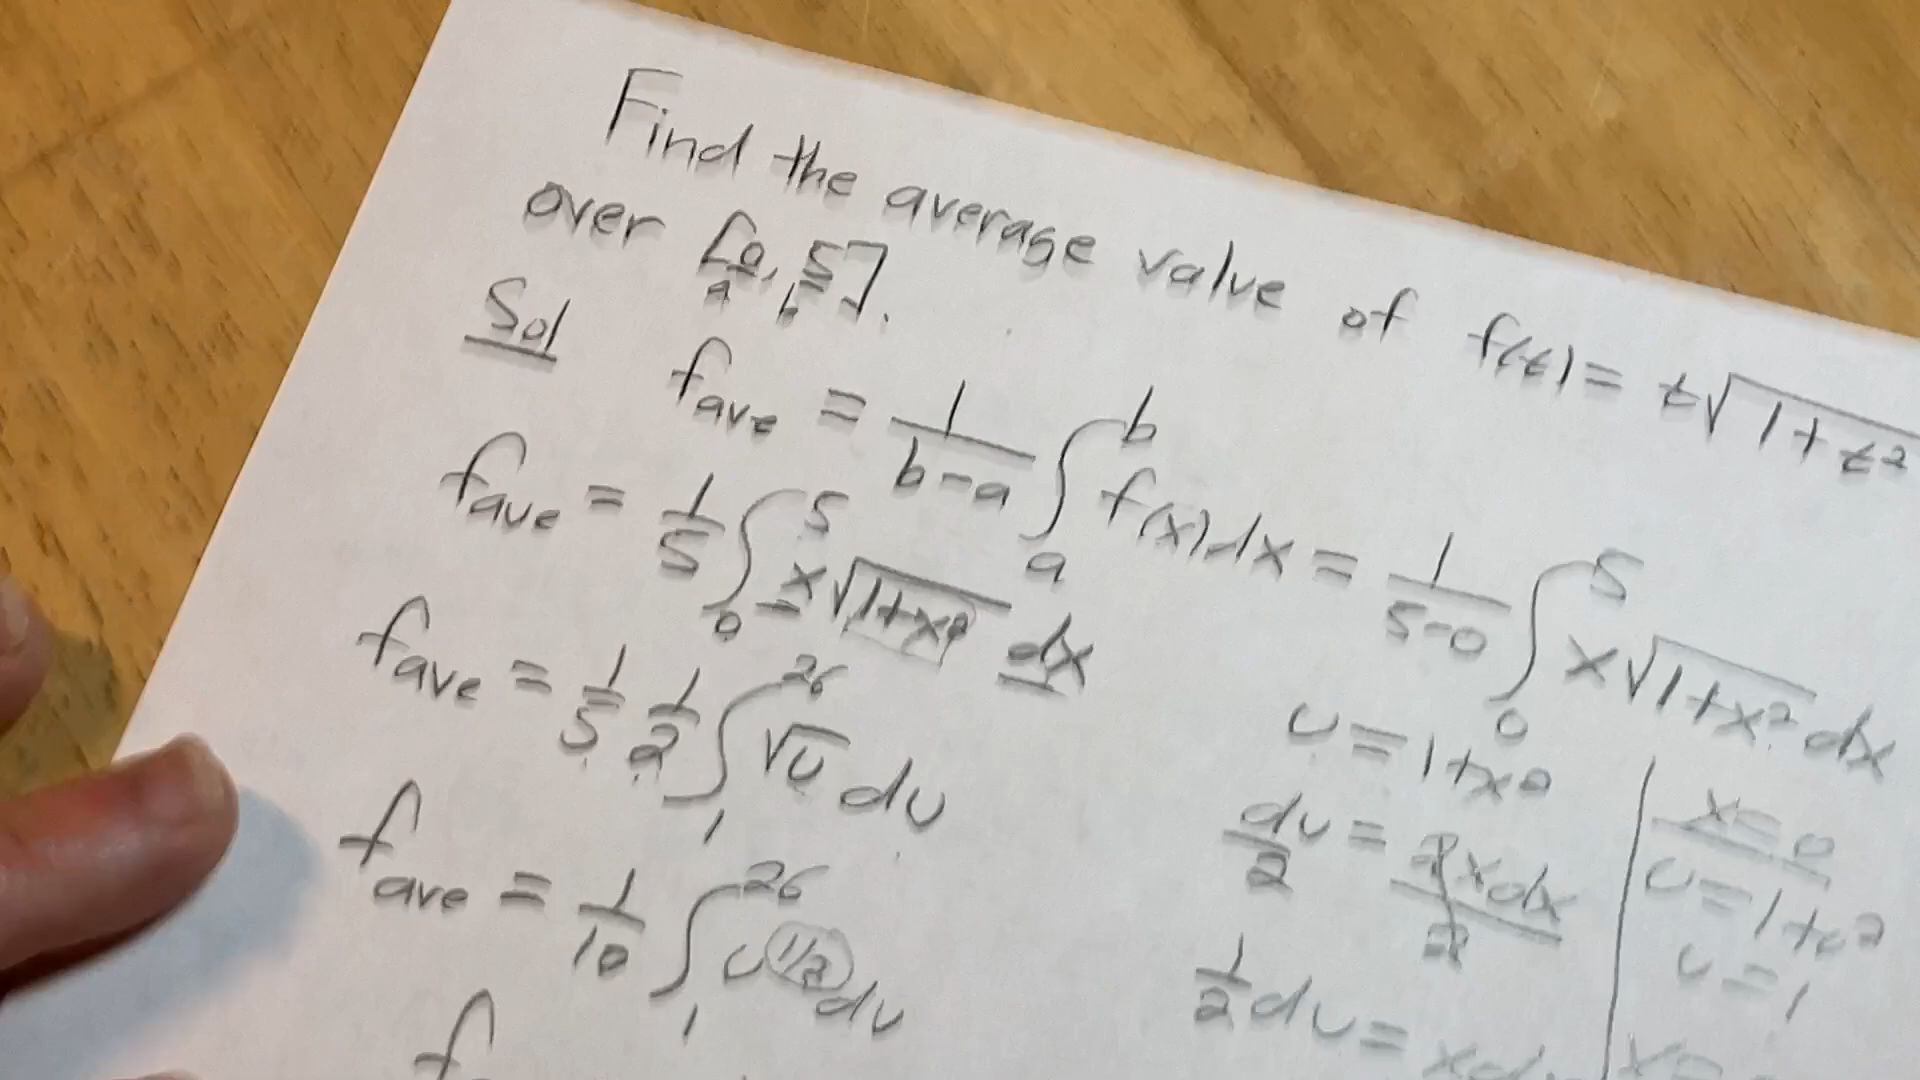 Find the average value of f(t) = t√(1+t²)
over [0, 5].
a b
Sol
f_ave = 1/(b-a) ∫_a^b f(x)dx = 1/(5-0) ∫_0^5 x√(1+x²) dx
f_ave = 1/5 ∫_0^5 x√(1+x²) dx
f_ave = 1/5 1/2 ∫_1^26 √u du
f_ave = 1/10 ∫_1^26 u^(1/2) du
f
u = 1+x²
du/2 = 2xdx/2
1/2 du = xd
x=0
u=1+0²
u=1
x=